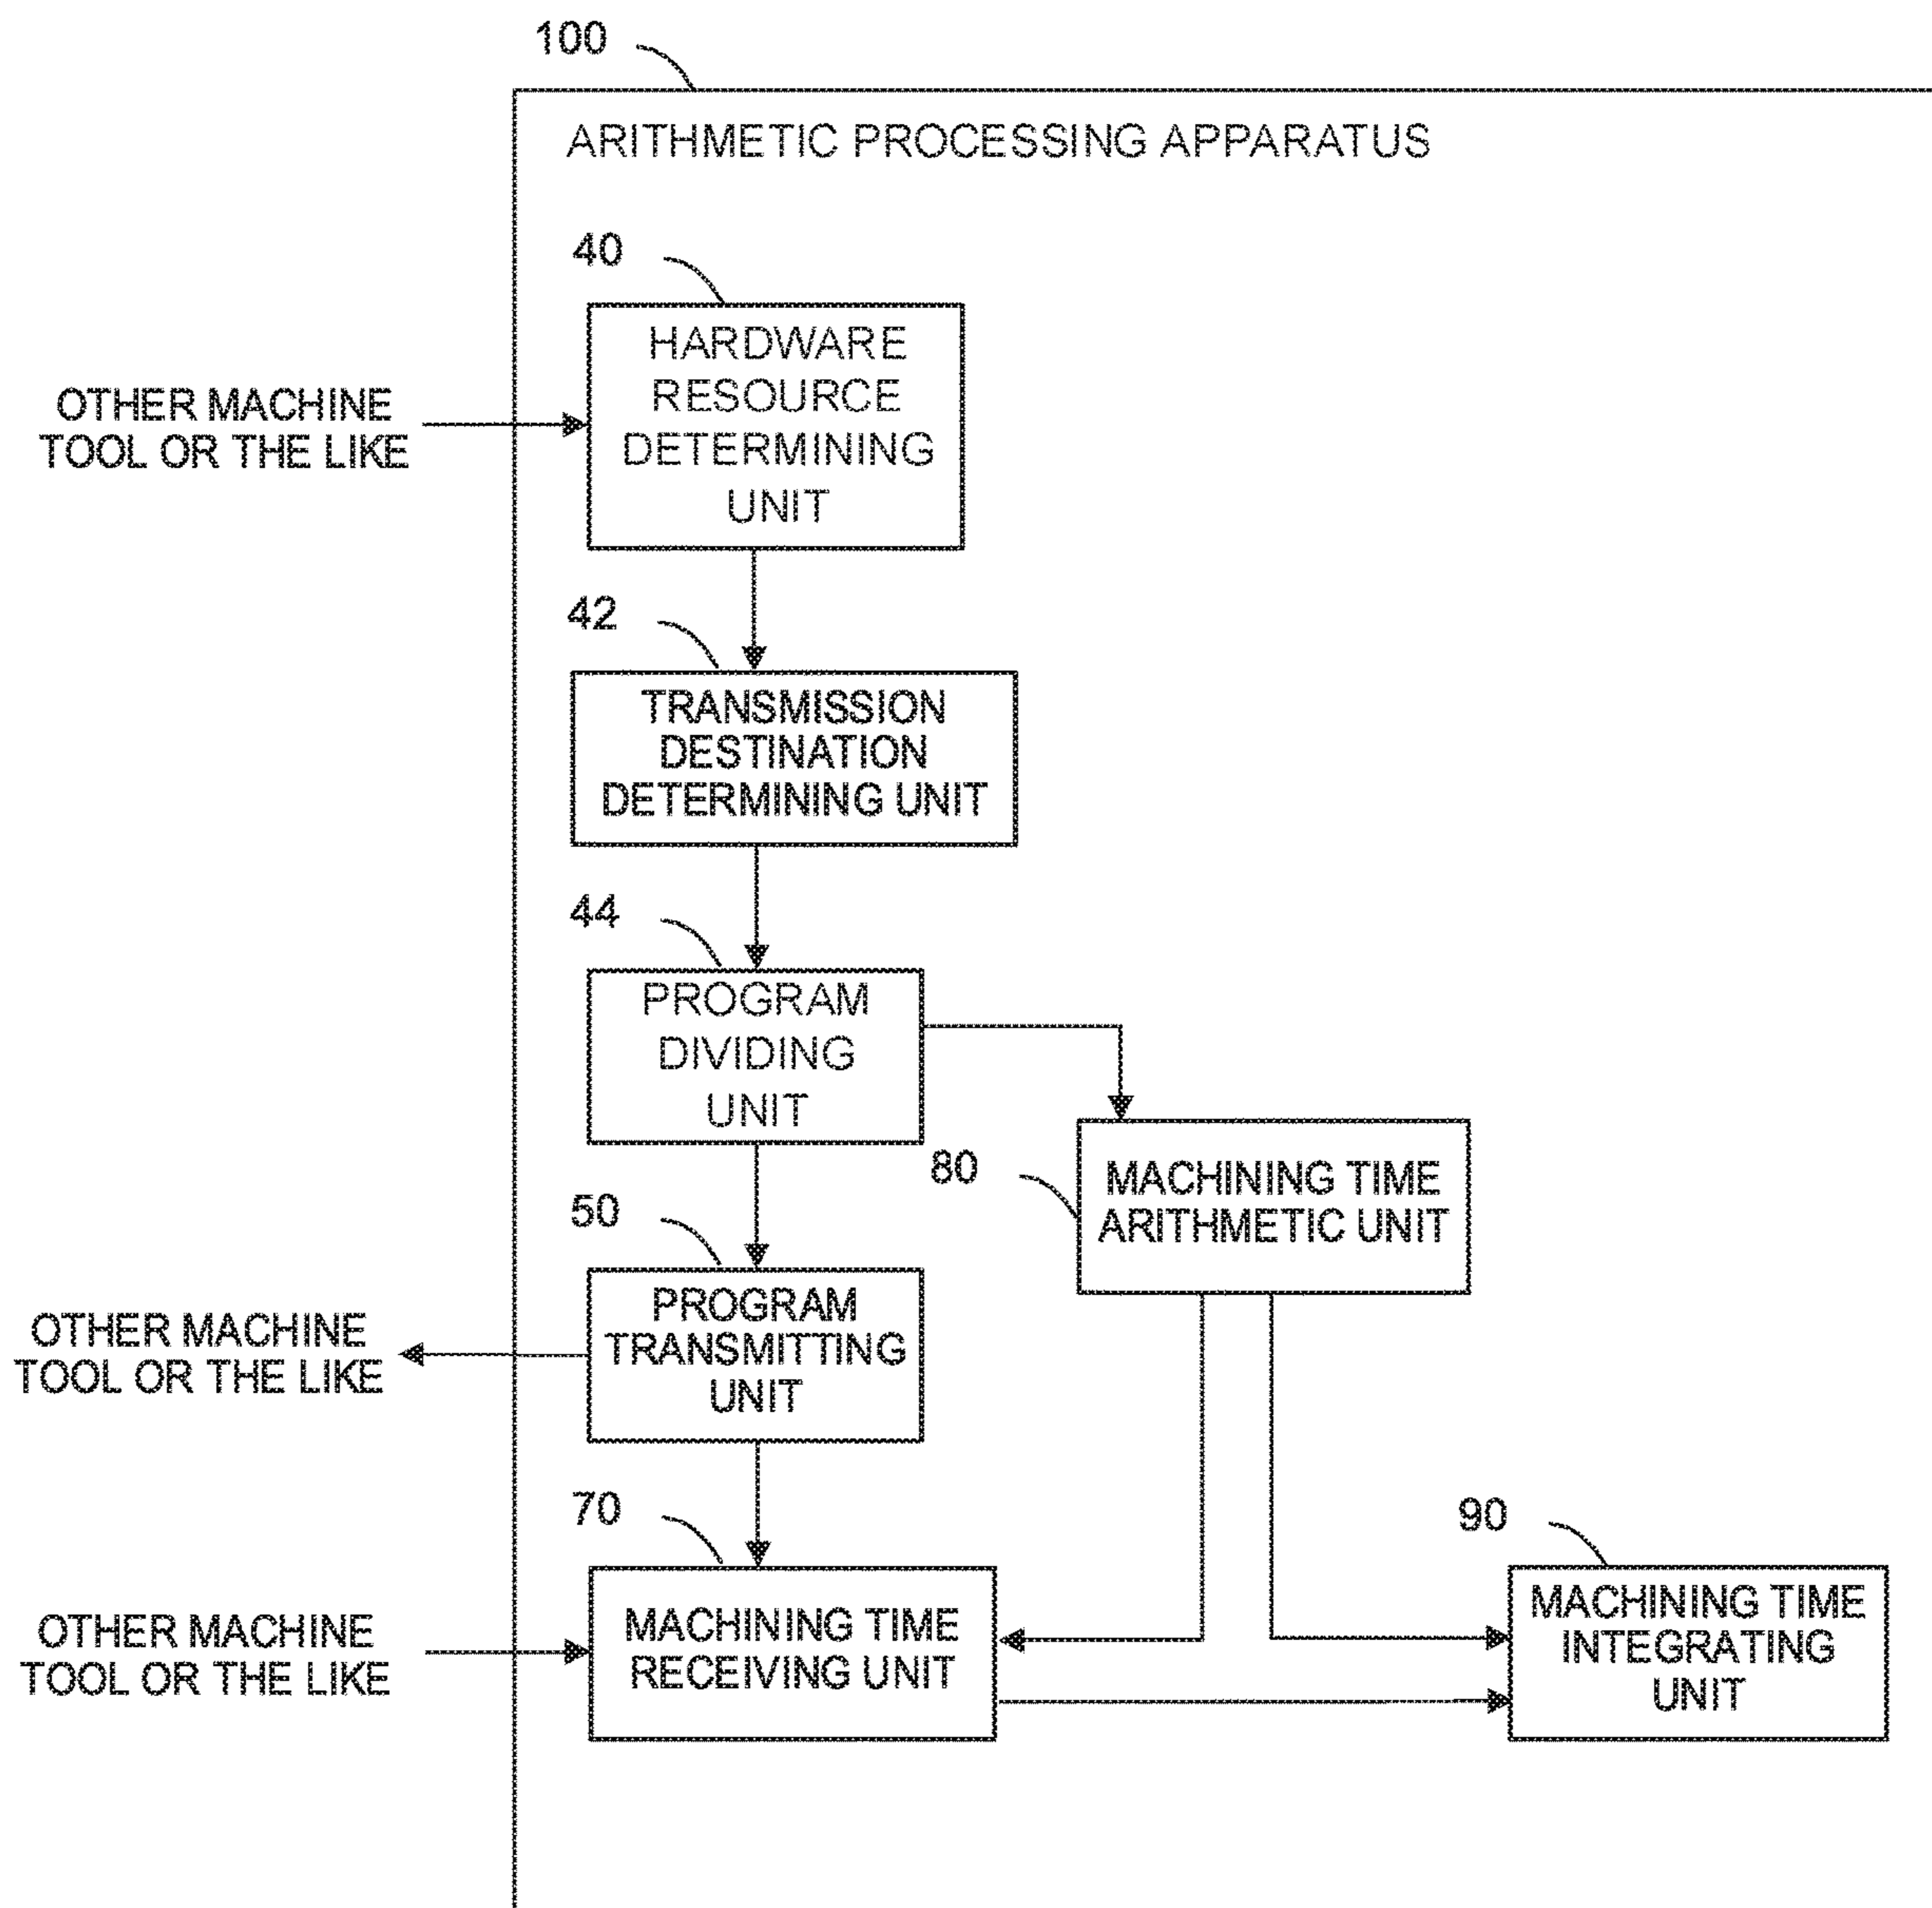 100
ARITHMETIC PROCESSING APPARATUS
40
HARDWARE
RESOURCE
DETERMINING
UNIT
OTHER MACHINE
TOOL OR THE LIKE
42
TRANSMISSION
DESTINATION
DETERMINING UNIT
44
PROGRAM
DIVIDING
UNIT
80
MACHINING TIME
ARITHMETIC UNIT
50
PROGRAM
TRANSMITTING
UNIT
OTHER MACHINE
TOOL OR THE LIKE
70
MACHINING TIME
RECEIVING UNIT
OTHER MACHINE
TOOL OR THE LIKE
90
MACHINING TIME
INTEGRATING
UNIT